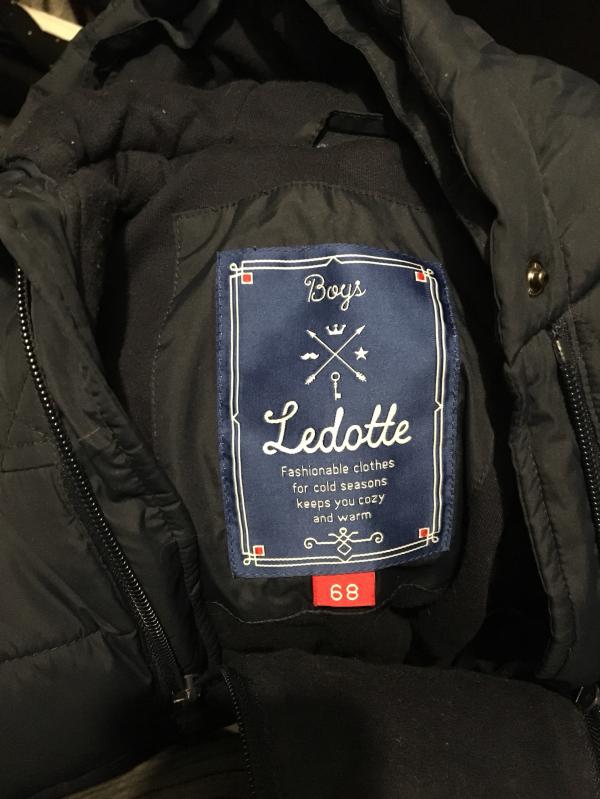 Boys
Ledotte
Fashionable clothes
for cold seasons
keeps you cozy
and warm
68